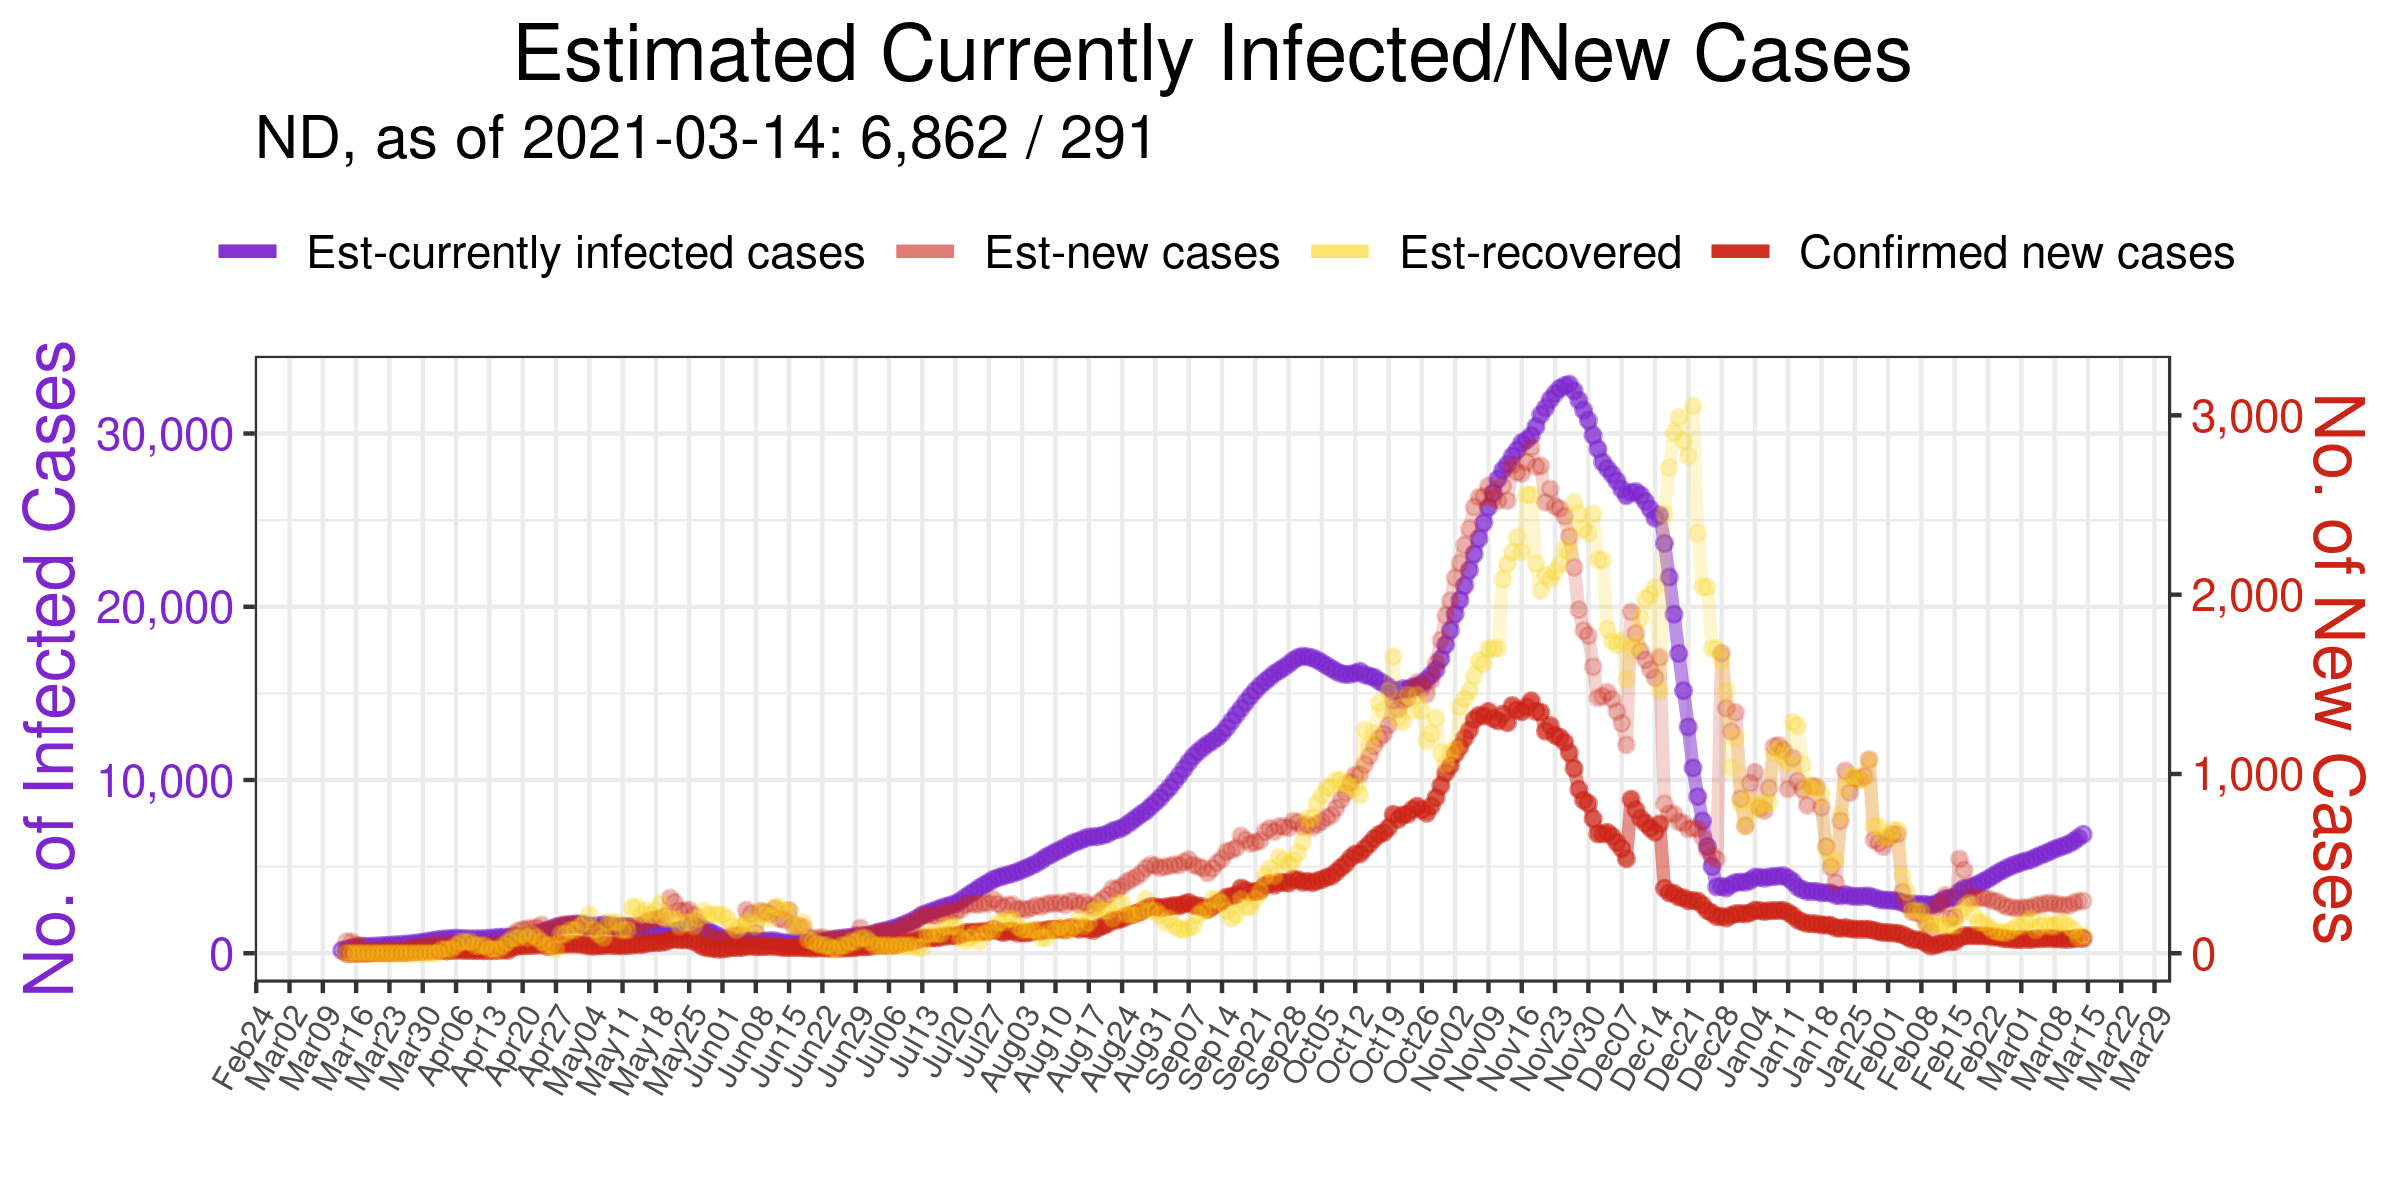 Estimated Currently Infected/New Cases
ND, as of 2021-03-14: 6,862 / 291
Est-currently infected cases Est-new cases Est-recovered Confirmed new cases
No. of Infected Cases
30,000
20,000
10,000
0
3,000
2,000
1,000
0
No. of New Cases
Feb24 Mar02 Mar09 Mar16 Mar23 Mar30 Apr06 Apr13 Apr20 Apr27 May04 May11 May18 May25 Jun01 Jun08 Jun15 Jun22 Jun29 Jul06 Jul13 Jul20 Jul27 Aug03 Aug10 Aug17 Aug24 Aug31 Sep07 Sep14 Sep21 Sep28 Oct05 Oct12 Oct19 Oct26 Nov02 Nov09 Nov16 Nov23 Nov30 Dec07 Dec14 Dec21 Dec28 Jan04 Jan11 Jan18 Jan25 Feb01 Feb08 Feb15 Feb22 Mar01 Mar08 Mar15 Mar22 Mar29